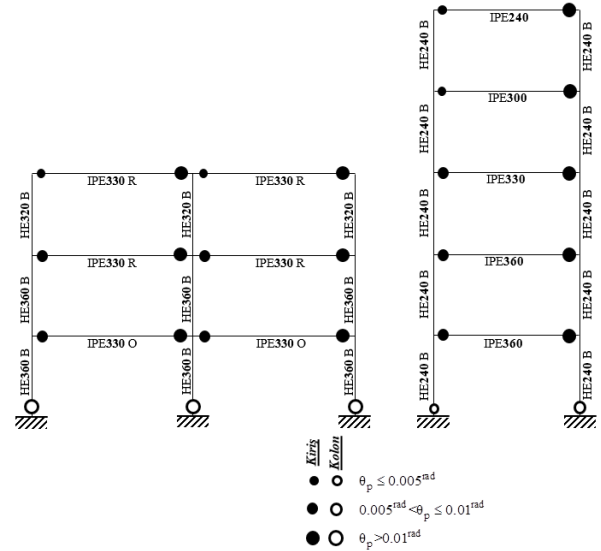 IPE330 R IPE330 R
HE320 B HE320 B HE320 B
IPE330 R IPE330 R
HE360 B HE360 B HE360 B
IPE330 O IPE330 O
HE360 B HE360 B HE360 B
IPE240
HE240 B HE240 B
IPE300
HE240 B HE240 B
IPE330
HE240 B HE240 B
IPE360
HE240 B HE240 B
IPE360
HE240 B HE240 B
Kiris Kolon
θp ≤ 0.005rad
0.005rad <θp ≤ 0.01rad
θp >0.01rad